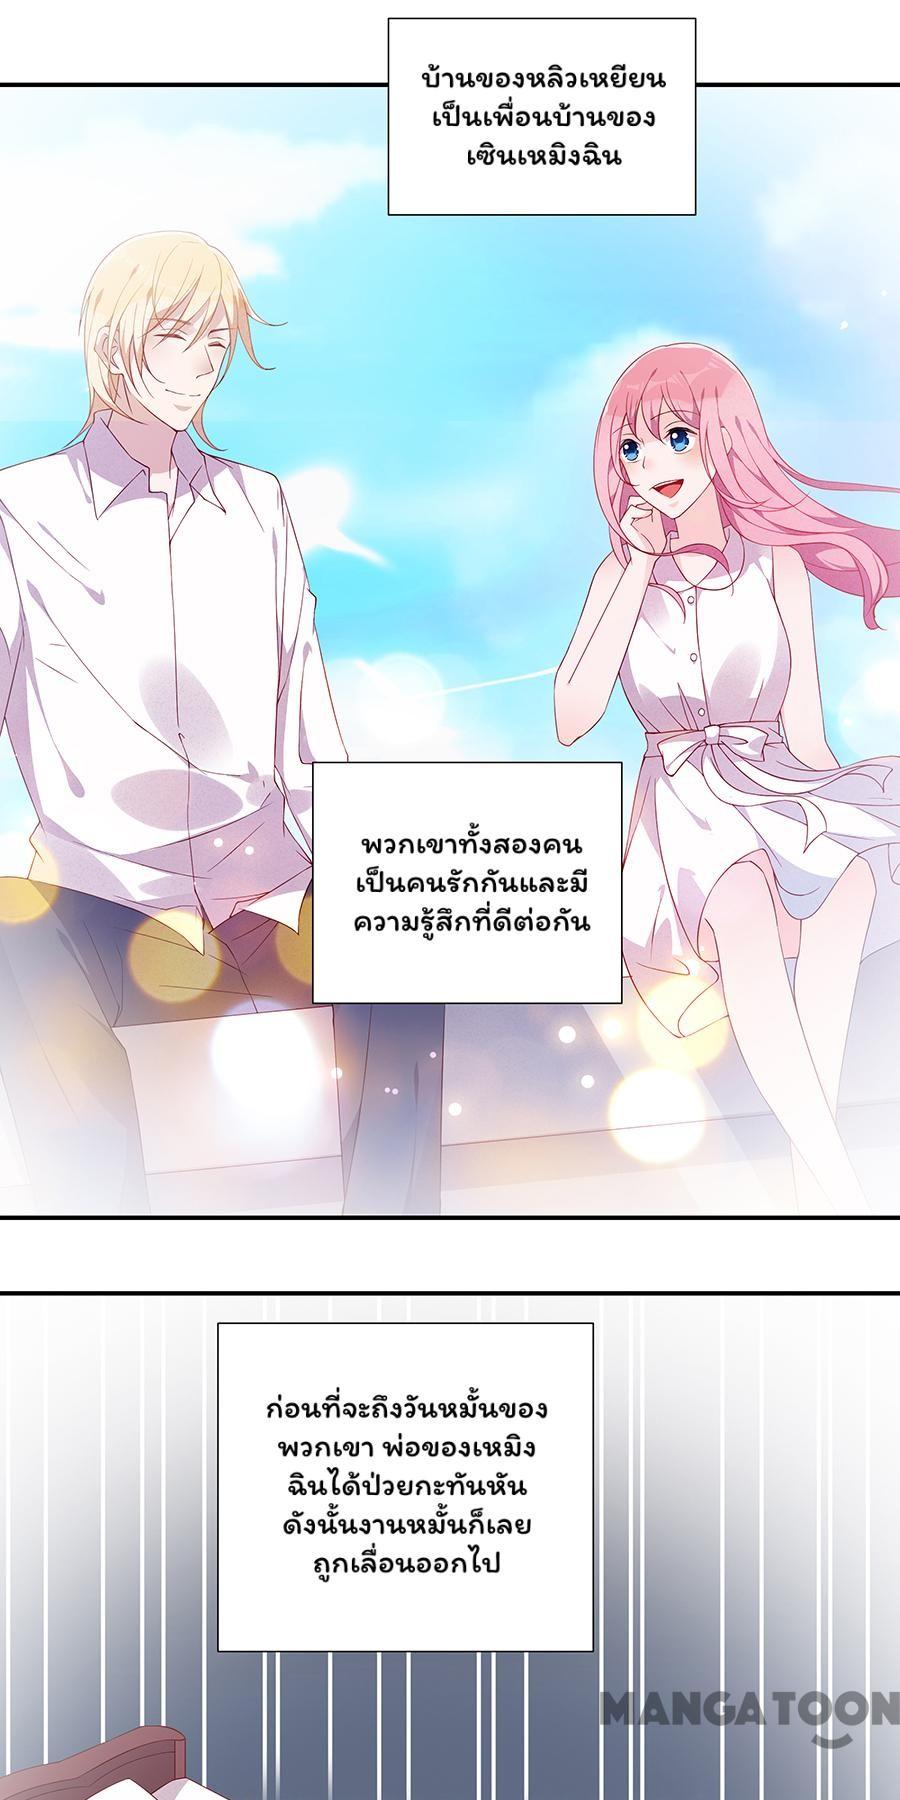 บ้านของหลิวเหยียน
เป็นเพื่อนบ้านของ
เซินเหมิงฉิน
พวกเขาทั้งสองคน
เป็นคนรักกันและมี
ความรู้สึกที่ดีต่อกัน
ก่อนที่จะถึงวันหมั้นของ
พวกเขา พ่อของเหมิง
ฉินได้ป่วยกะทันหัน
ดังนั้นงานหมั้นก็เลย
ถูกเลื่อนออกไป
MANGATOON